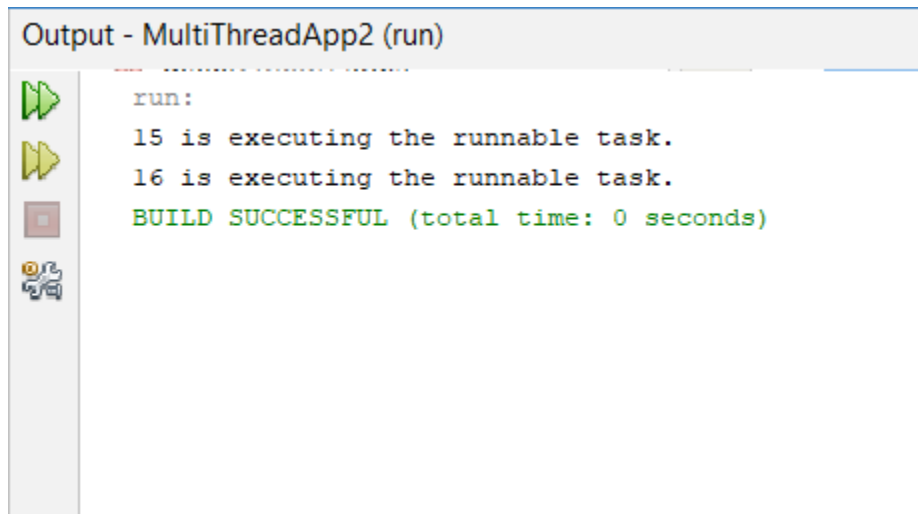 Output - MultiThreadApp2 (run)
run:
15 is executing the runnable task.
16 is executing the runnable task.
BUILD SUCCESSFUL (total time: 0 seconds)